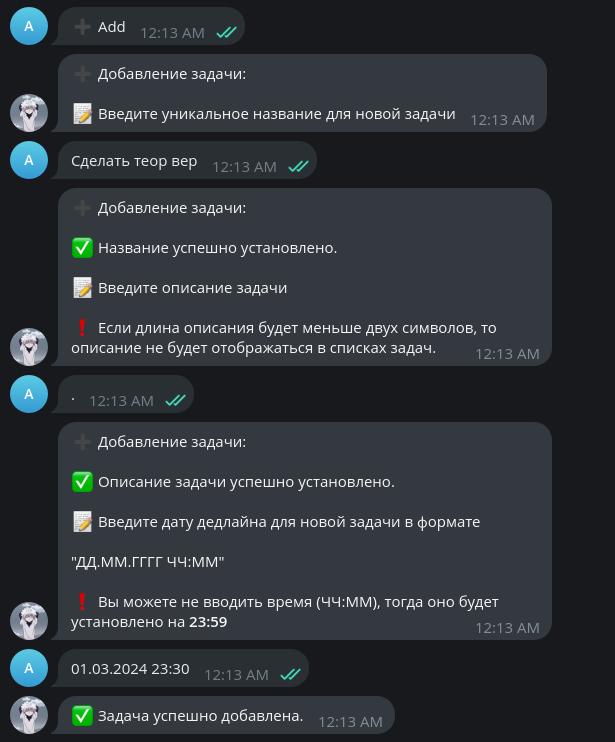 A
➕ Add 12:13 AM
➕ Добавление задачи:
📝 Введите уникальное название для новой задачи 12:13 AM
A
Сделать теор вер 12:13 AM
➕ Добавление задачи:
✅ Название успешно установлено.
📝 Введите описание задачи
❗ Если длина описания будет меньше двух символов, то
описание не будет отображаться в списках задач. 12:13 AM
A
. 12:13 AM
➕ Добавление задачи:
✅ Описание задачи успешно установлено.
📝 Введите дату дедлайна для новой задачи в формате
"ДД.ММ.ГГГГ ЧЧ:ММ"
❗ Вы можете не вводить время (ЧЧ:ММ), тогда оно будет
установлено на 23:59 12:13 AM
A
01.03.2024 23:30 12:13 AM
✅ Задача успешно добавлена. 12:13 AM